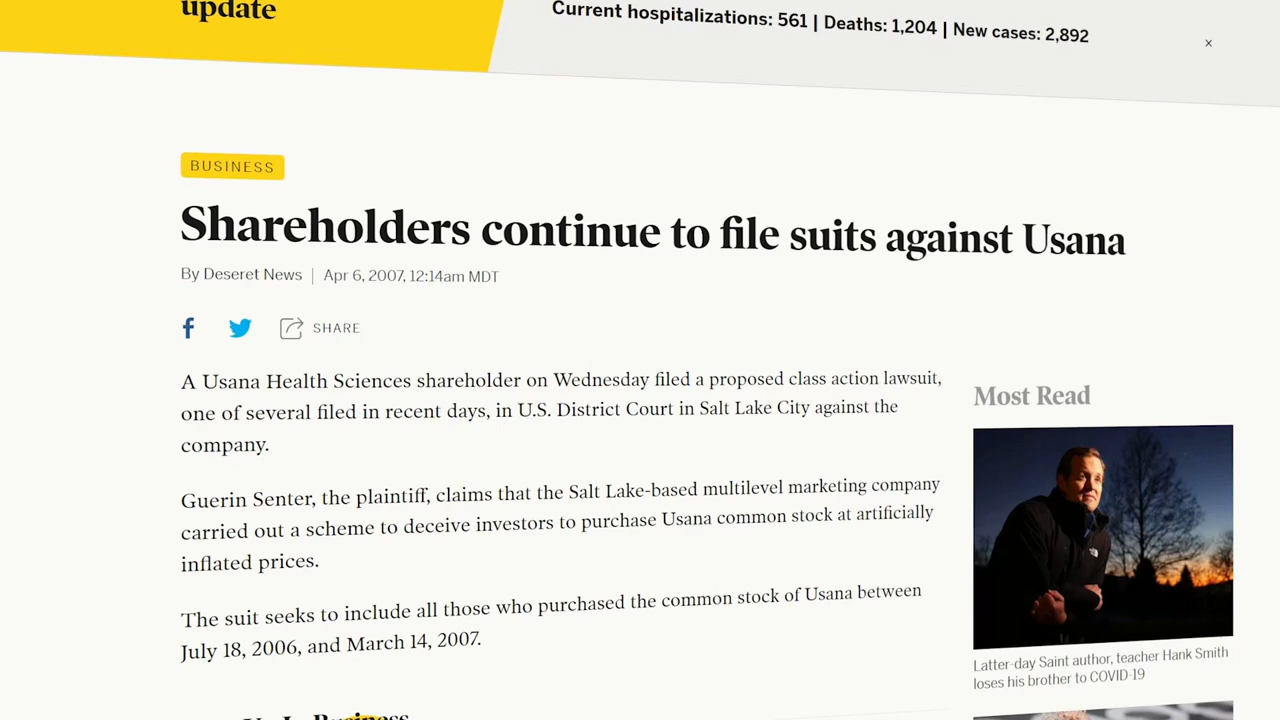 update
Current hospitalizations: 561 | Deaths: 1,204 | New cases: 2,892
×
BUSINESS
Shareholders continue to file suits against Usana
By Deseret News | Apr 6, 2007, 12:14am MDT
f
SHARE
A Usana Health Sciences shareholder on Wednesday filed a proposed class action lawsuit,
one of several filed in recent days, in U.S. District Court in Salt Lake City against the
company.
Guerin Senter, the plaintiff, claims that the Salt Lake-based multilevel marketing company
carried out a scheme to deceive investors to purchase Usana common stock at artificially
inflated prices.
The suit seeks to include all those who purchased the common stock of Usana between
July 18, 2006, and March 14, 2007.
Most Read
Latter-day Saint author, teacher Hank Smith
loses his brother to COVID-19
In Business